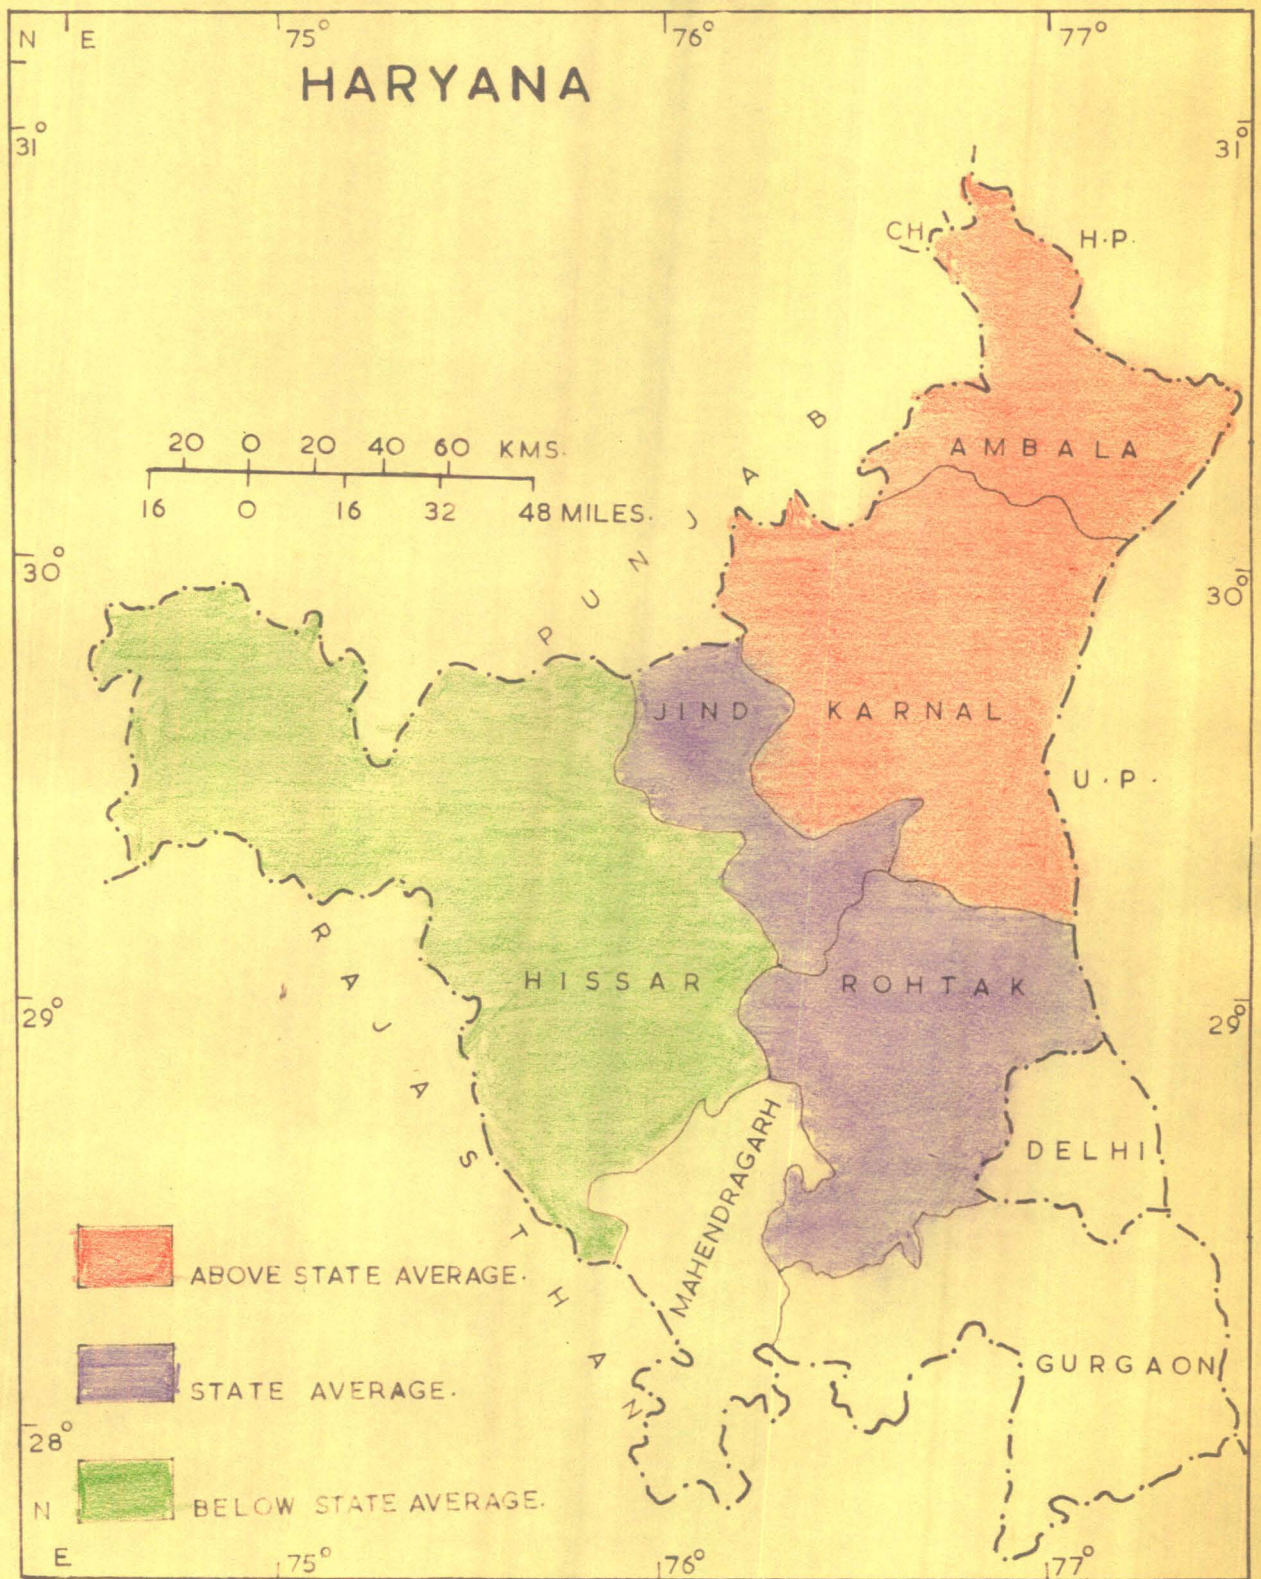 N E 75° 76° 77°
HARYANA
31° 31°
CH. H.P.
PUNJAB
AMBALA
20 0 20 40 60 KMS.
16 0 16 32 48 MILES.
30° 30°
JIND KARNAL
U.P.
RAJASTHAN
HISSAR ROHTAK
29° 29°
MAHENDRAGARH
DELHI
ABOVE STATE AVERAGE.
GURGAON
STATE AVERAGE.
28°
N
BELOW STATE AVERAGE.
E 75° 76° 77°